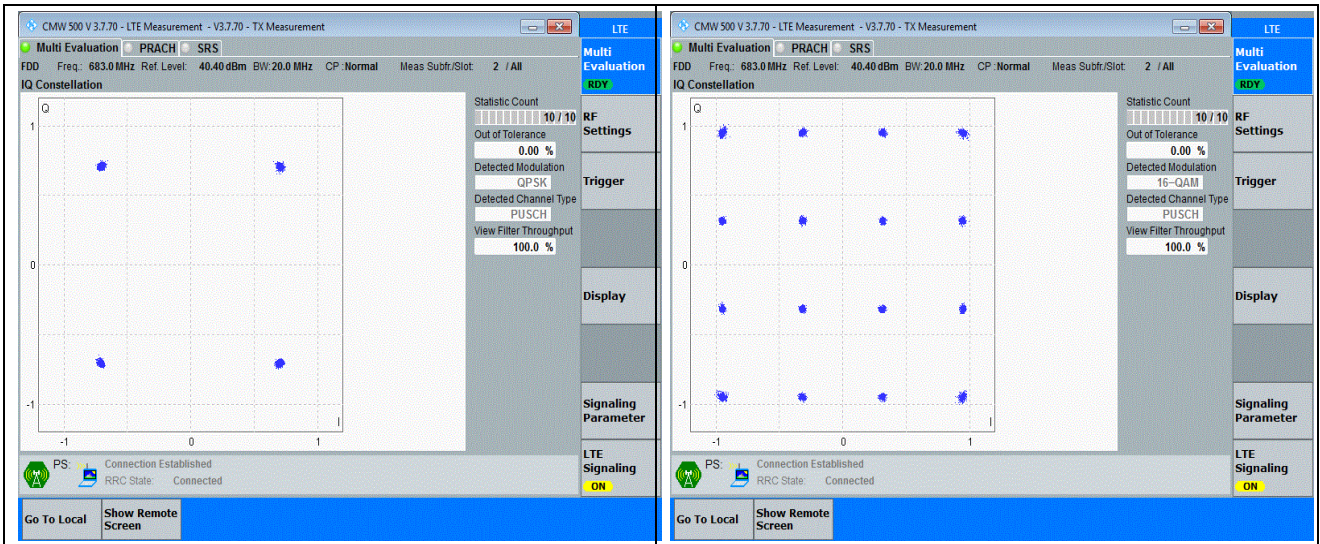 CMW 500 V 3.7.70 - LTE Measurement - V3.7.70 - TX Measurement
LTE
Multi Evaluation PRACH SRS
FDD Freq.: 683.0 MHz Ref. Level: 40.40 dBm BW: 20.0 MHz CP : Normal Meas Subfr./Slot: 2 / All
IQ Constellation
Q
1
0
-1
-1 0 1
I
Statistic Count
10 / 10
Out of Tolerance
0.00 %
Detected Modulation
QPSK
Detected Channel Type
PUSCH
View Filter Throughput
100.0 %
Multi
Evaluation
RDY
RF
Settings
Trigger
Display
Signaling
Parameter
LTE
Signaling
ON
PS: Connection Established
RRC State: Connected
Go To Local
Show Remote
Screen
CMW 500 V 3.7.70 - LTE Measurement - V3.7.70 - TX Measurement
LTE
Multi Evaluation PRACH SRS
FDD Freq.: 683.0 MHz Ref. Level: 40.40 dBm BW: 20.0 MHz CP : Normal Meas Subfr./Slot: 2 / All
IQ Constellation
Q
1
0
-1
-1 0 1
I
Statistic Count
10 / 10
Out of Tolerance
0.00 %
Detected Modulation
16-QAM
Detected Channel Type
PUSCH
View Filter Throughput
100.0 %
Multi
Evaluation
RDY
RF
Settings
Trigger
Display
Signaling
Parameter
LTE
Signaling
ON
PS: Connection Established
RRC State: Connected
Go To Local
Show Remote
Screen